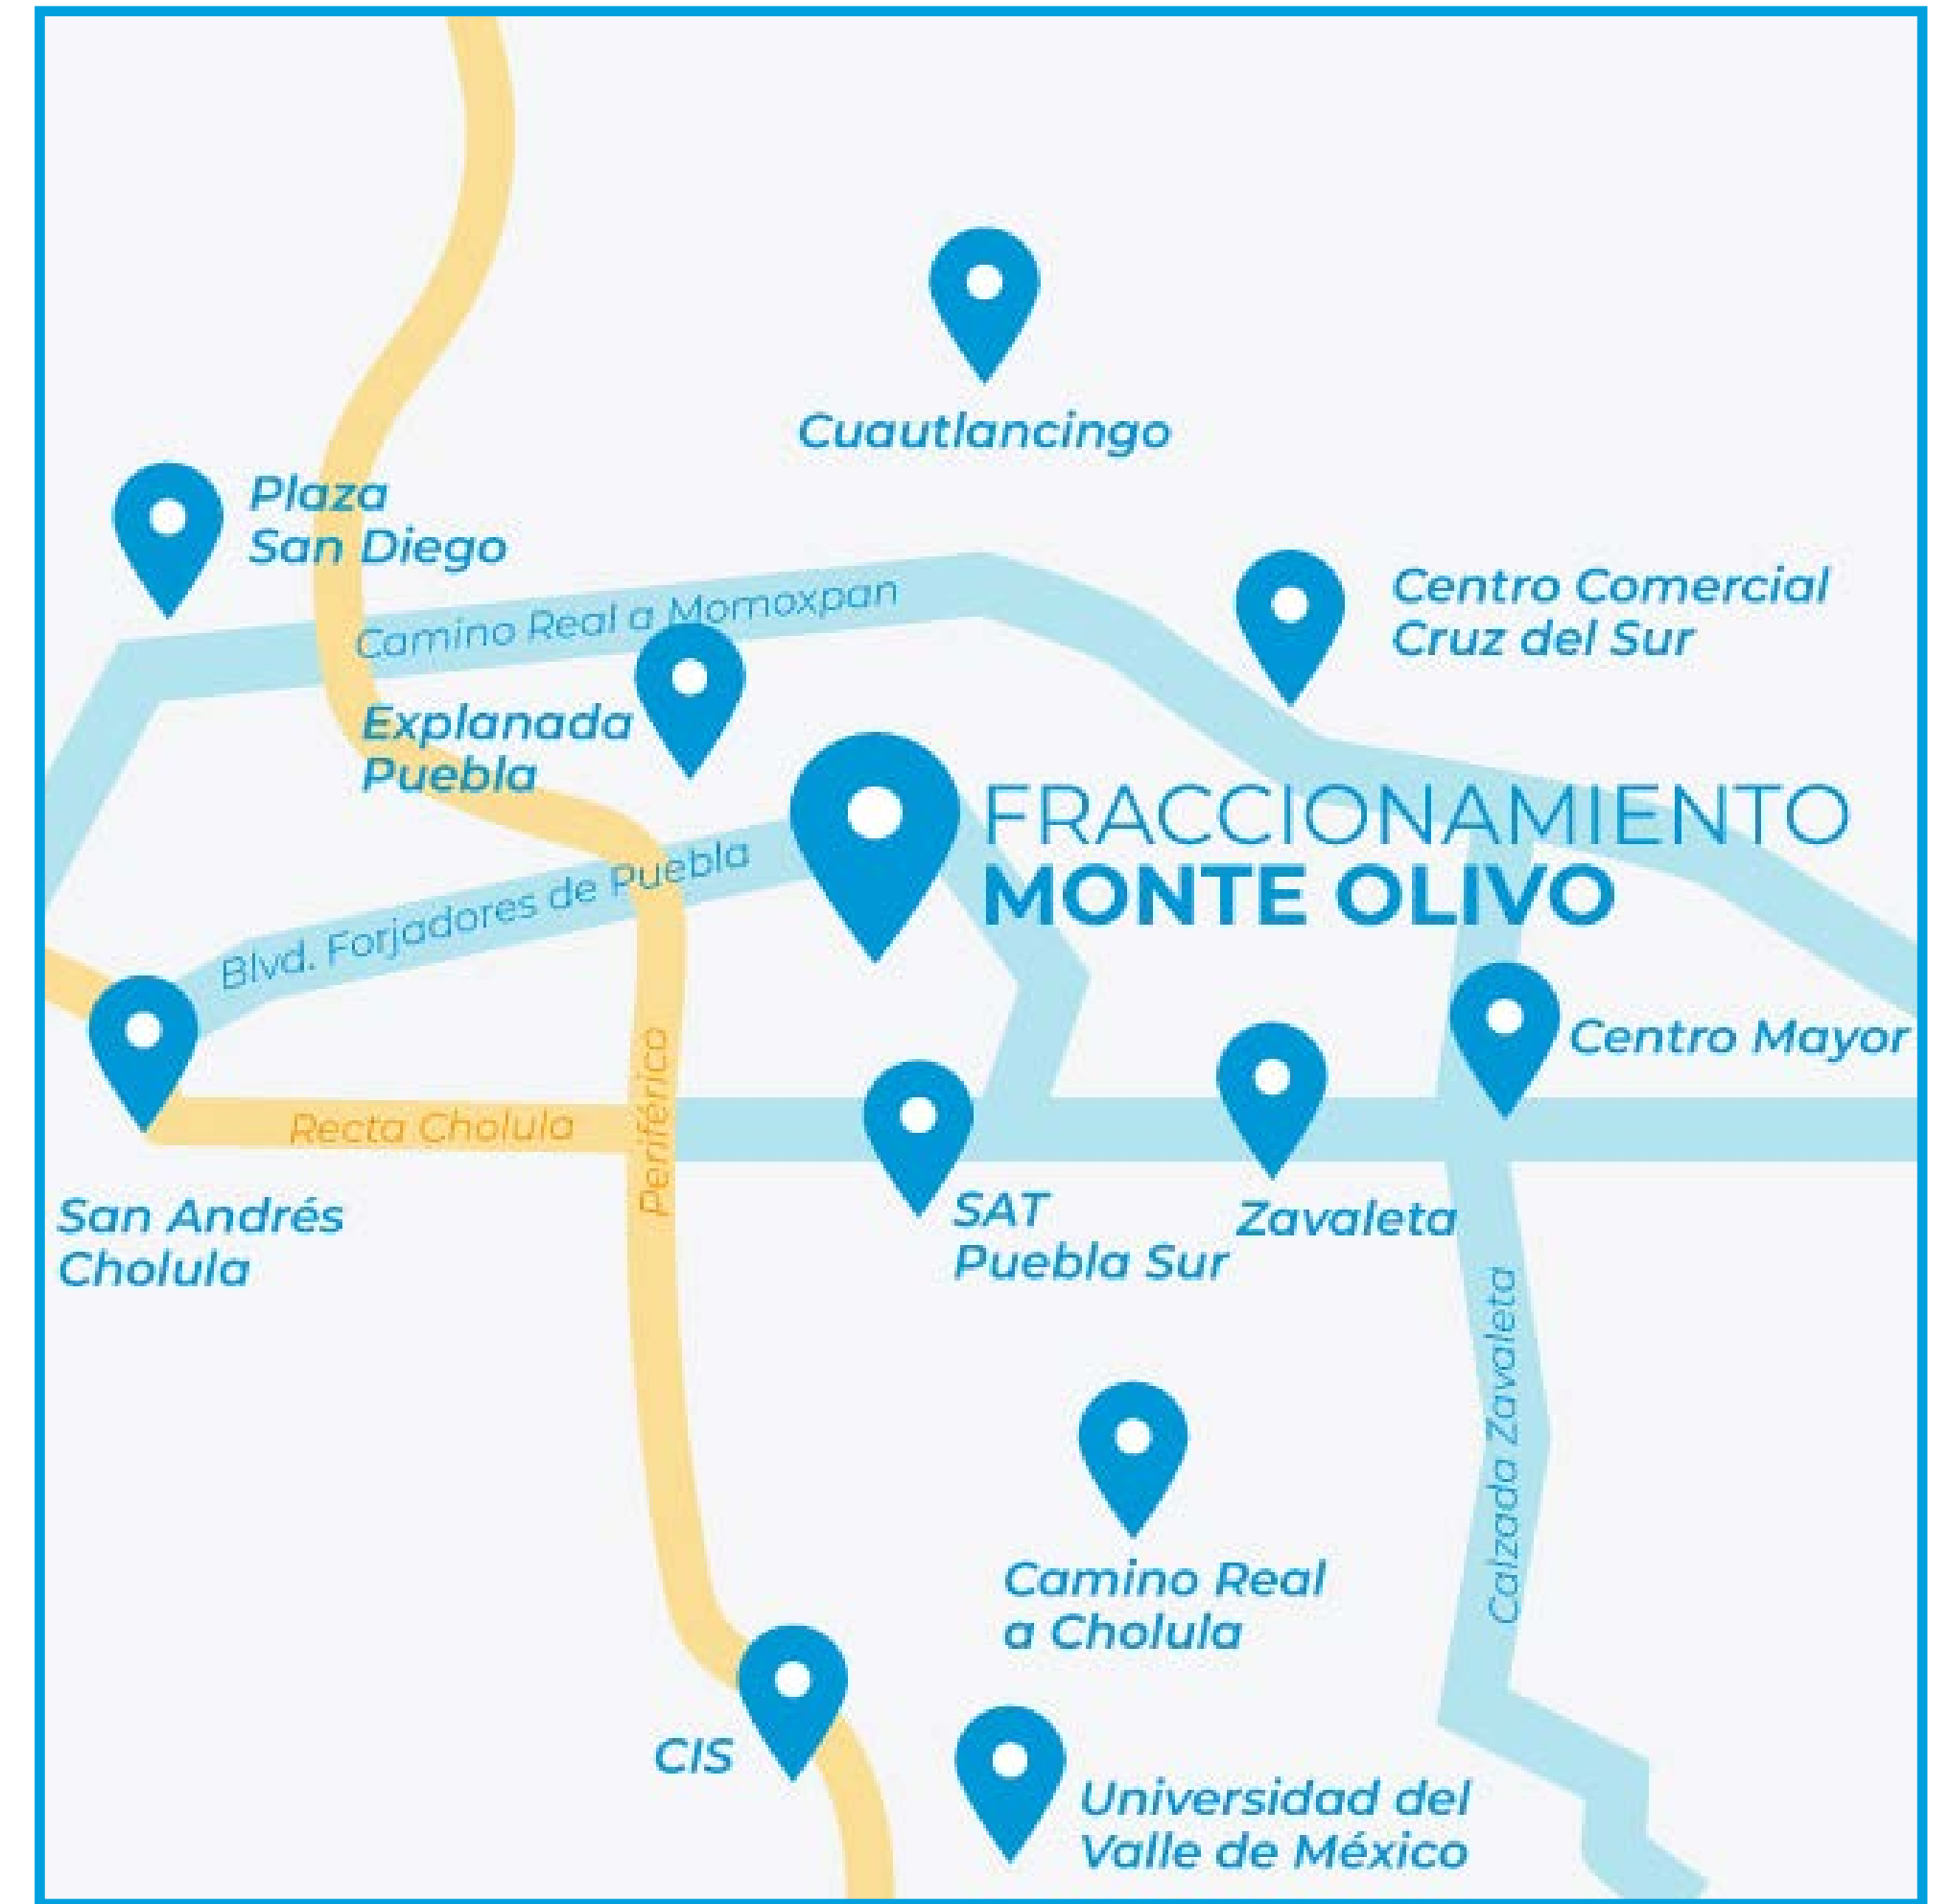 Cuautlancingo
Plaza
San Diego
Camino Real a Momoxpan
Centro Comercial
Cruz del Sur
Explanada
Puebla
FRACCIONAMIENTO
MONTE OLIVO
Blvd. Forjadores de Puebla
Centro Mayor
Recta Cholula
Periférico
San Andrés
Cholula
SAT
Puebla Sur
Zavaleta
Calzada Zavaleta
Camino Real
a Cholula
CIS
Universidad del
Valle de México